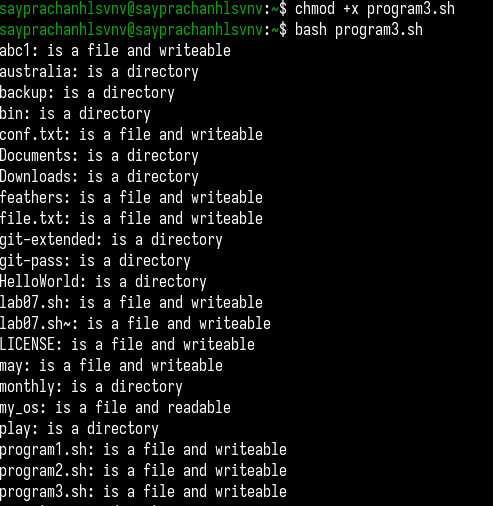 sayprachanhlsvnv@sayprachanhlsvnv:~$ chmod +x program3.sh
sayprachanhlsvnv@sayprachanhlsvnv:~$ bash program3.sh
abc1: is a file and writeable
australia: is a directory
backup: is a directory
bin: is a directory
conf.txt: is a file and writeable
Documents: is a directory
Downloads: is a directory
feathers: is a file and writeable
file.txt: is a file and writeable
git-extended: is a directory
git-pass: is a directory
HelloWorld: is a directory
lab07.sh: is a file and writeable
lab07.sh~: is a file and writeable
LICENSE: is a file and writeable
may: is a file and writeable
monthly: is a directory
my_os: is a file and readable
play: is a directory
program1.sh: is a file and writeable
program2.sh: is a file and writeable
program3.sh: is a file and writeable